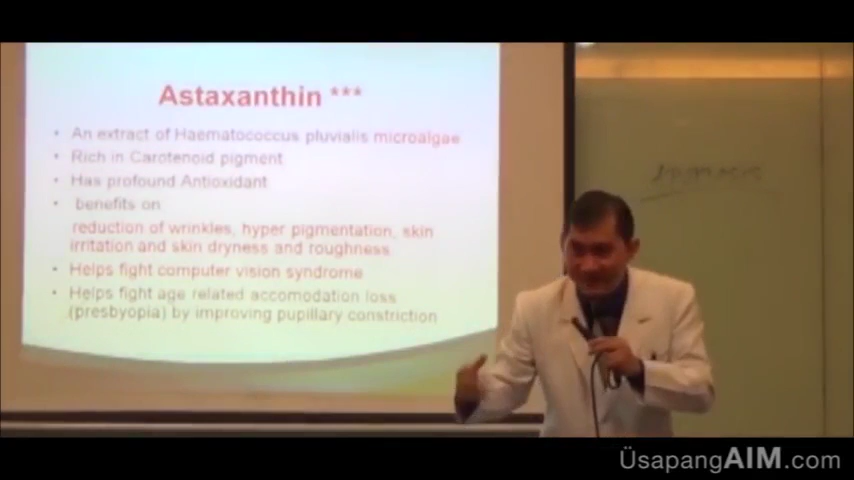 Astaxanthin ***
• An extract of Haematococcus pluvialis microalgae
• Rich in Carotenoid pigment
• Has profound Antioxidant
• benefits on
reduction of wrinkles, hyper pigmentation, skin
irritation and skin dryness and roughness
• Helps fight computer vision syndrome
• Helps fight age related accomodation loss
(presbyopia) by improving pupillary constriction
ÜsapangAIM.com